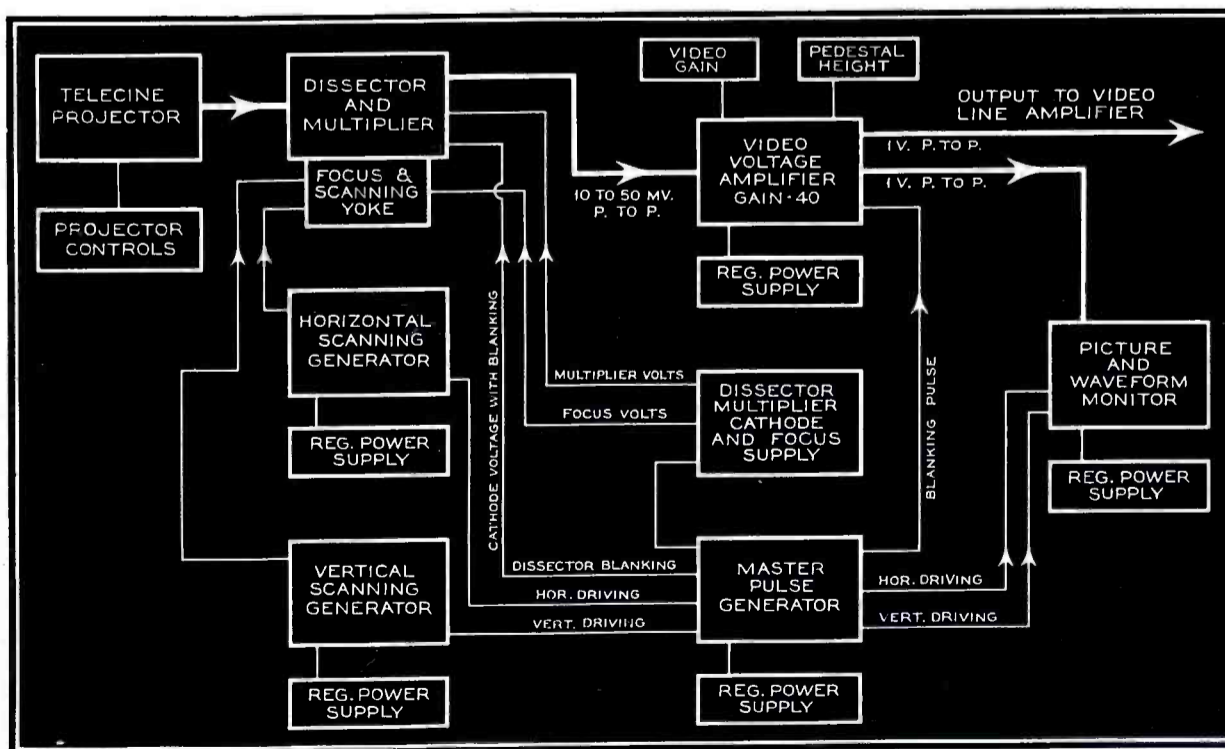 TELECINE
PROJECTOR
PROJECTOR
CONTROLS
DISSECTOR
AND
MULTIPLIER
FOCUS &
SCANNING
YOKE
HORIZONTAL
SCANNING
GENERATOR
REG. POWER
SUPPLY
VERTICAL
SCANNING
GENERATOR
REG. POWER
SUPPLY
CATHODE VOLTAGE WITH BLANKING
10 TO 50 MV.
P. TO P.
MULTIPLIER VOLTS
FOCUS VOLTS
DISSECTOR BLANKING
HOR. DRIVING
VERT. DRIVING
VIDEO
GAIN
PEDESTAL
HEIGHT
VIDEO
VOLTAGE
AMPLIFIER
GAIN-40
REG. POWER
SUPPLY
DISSECTOR
MULTIPLIER
CATHODE
AND FOCUS
SUPPLY
MASTER
PULSE
GENERATOR
REG. POWER
SUPPLY
BLANKING PULSE
OUTPUT TO VIDEO
LINE AMPLIFIER
1V. P. TO P.
1V. P. TO P.
PICTURE
AND
WAVEFORM
MONITOR
REG. POWER
SUPPLY
HOR. DRIVING
VERT. DRIVING